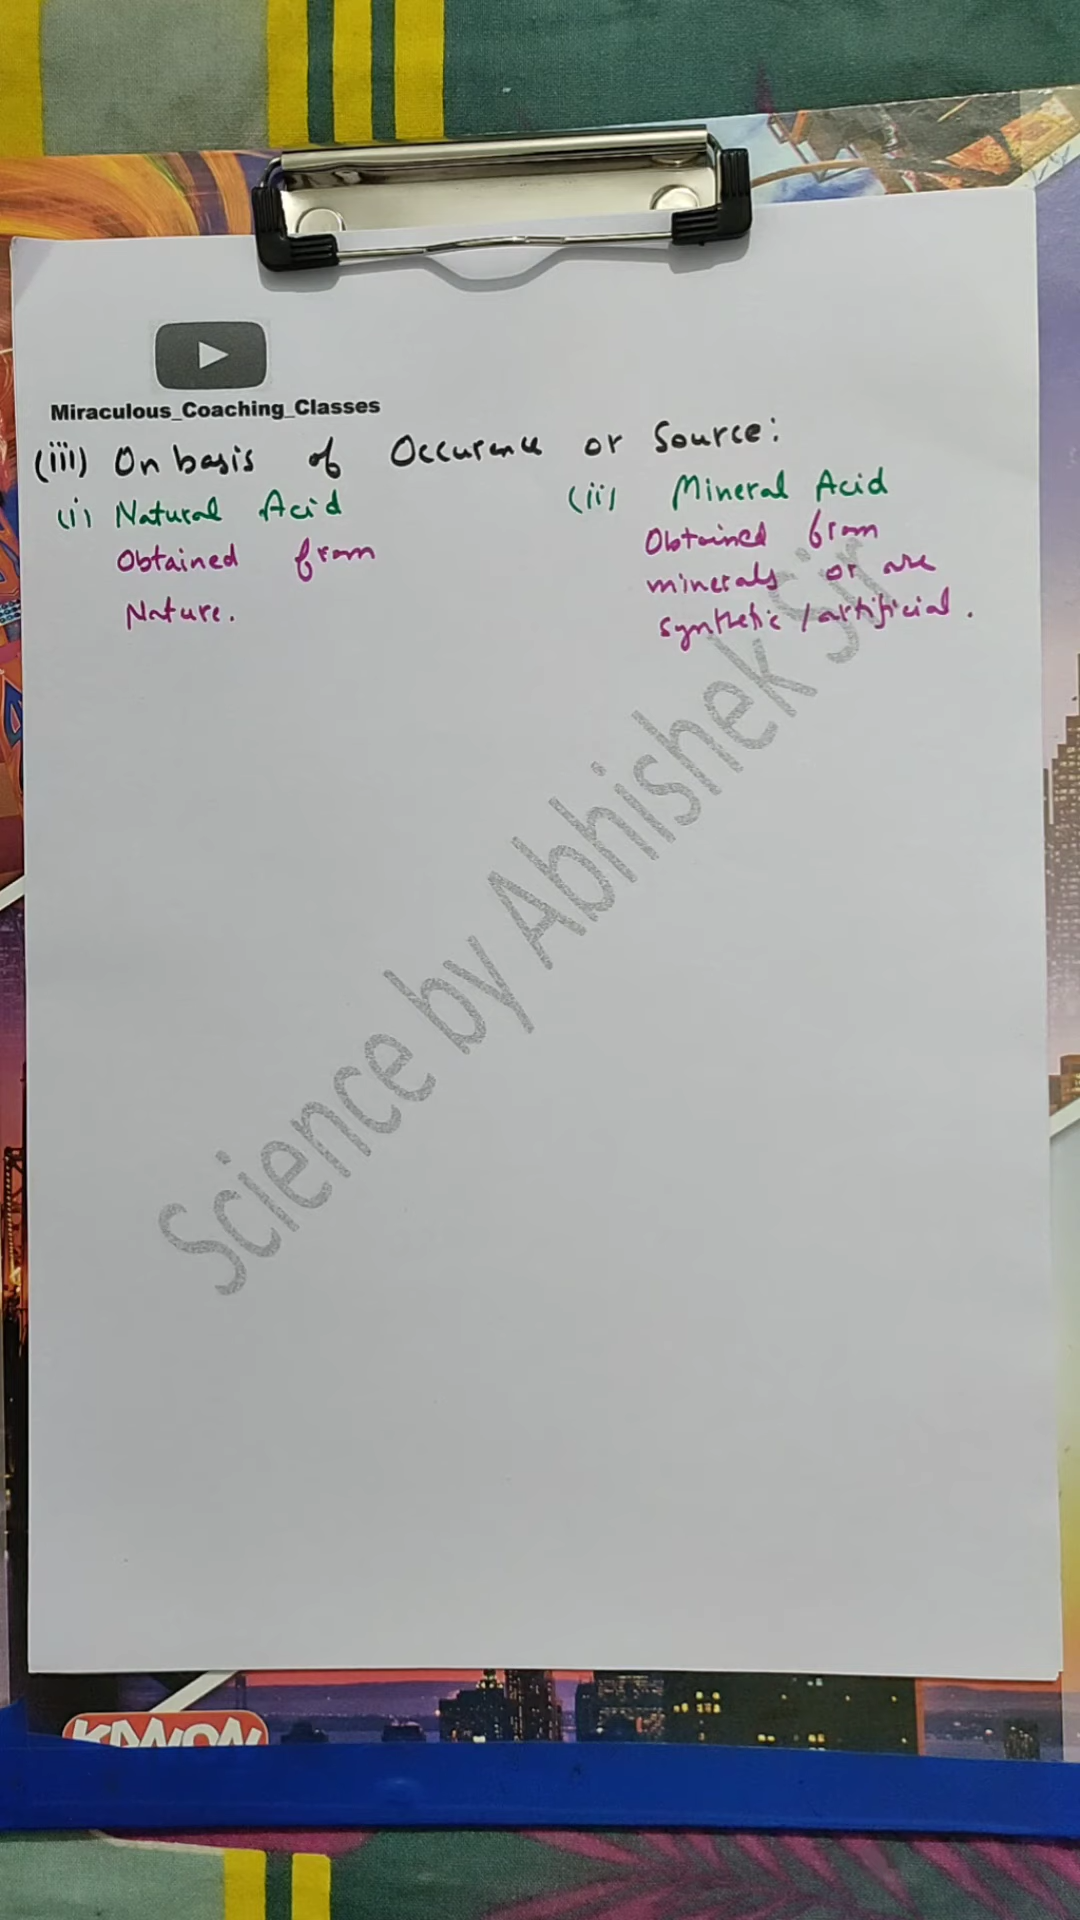 Miraculous_Coaching_Classes
(iii) On basis of Occurence or Source:
(i) Natural Acid
Obtained from
Nature.
(ii) Mineral Acid
Obtained from
minerals or are
synthetic / artificial.
Science by Abhishek Sir